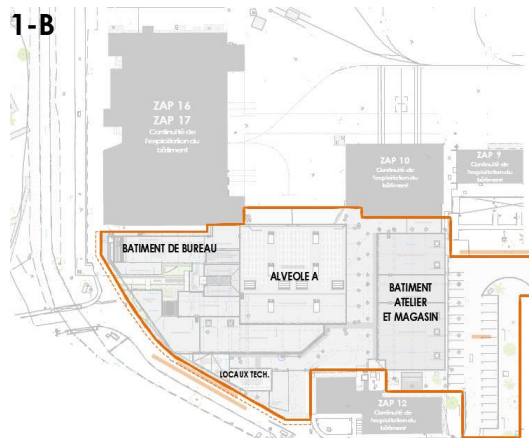 1-B
ZAP 16
ZAP 17
Continuité de
l'exploitation du
bâtiment
ZAP 10
Continuité de
l'exploitation du
bâtiment
ZAP 9
Continuité de
l'exploitation du
bâtiment
BATIMENT DE BUREAU
ALVEOLE A
BATIMENT
ATELIER
ET MAGASIN
LOCAUX TECH.
ZAP 12
Continuité de
l'exploitation du
bâtiment